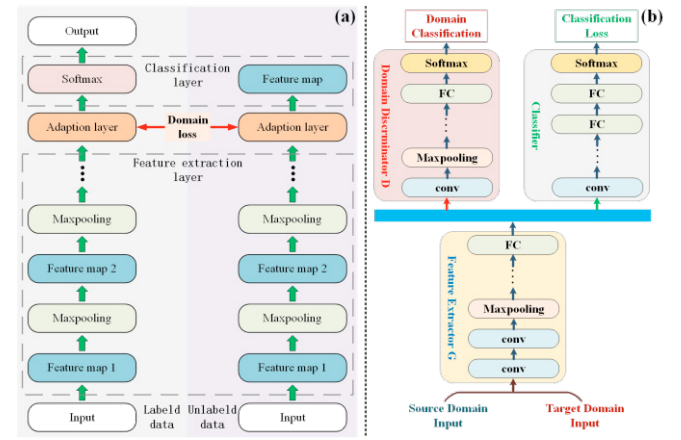 (a)
Output
Classification
layer
Softmax
Feature map
Adaption layer
Domain
loss
Adaption layer
Feature extraction
layer
Maxpooling
Maxpooling
Feature map 2
Feature map 2
Maxpooling
Maxpooling
Feature map 1
Feature map 1
Input
Labeld
data
Unlabeld
data
Input
(b)
Domain
Classification
Classification
Loss
Domain Discrminator D
Softmax
FC
Maxpooling
conv
Classifier
Softmax
FC
FC
conv
Feature Extractor G
FC
Maxpooling
conv
conv
Source Domain
Input
Target Domain
Input